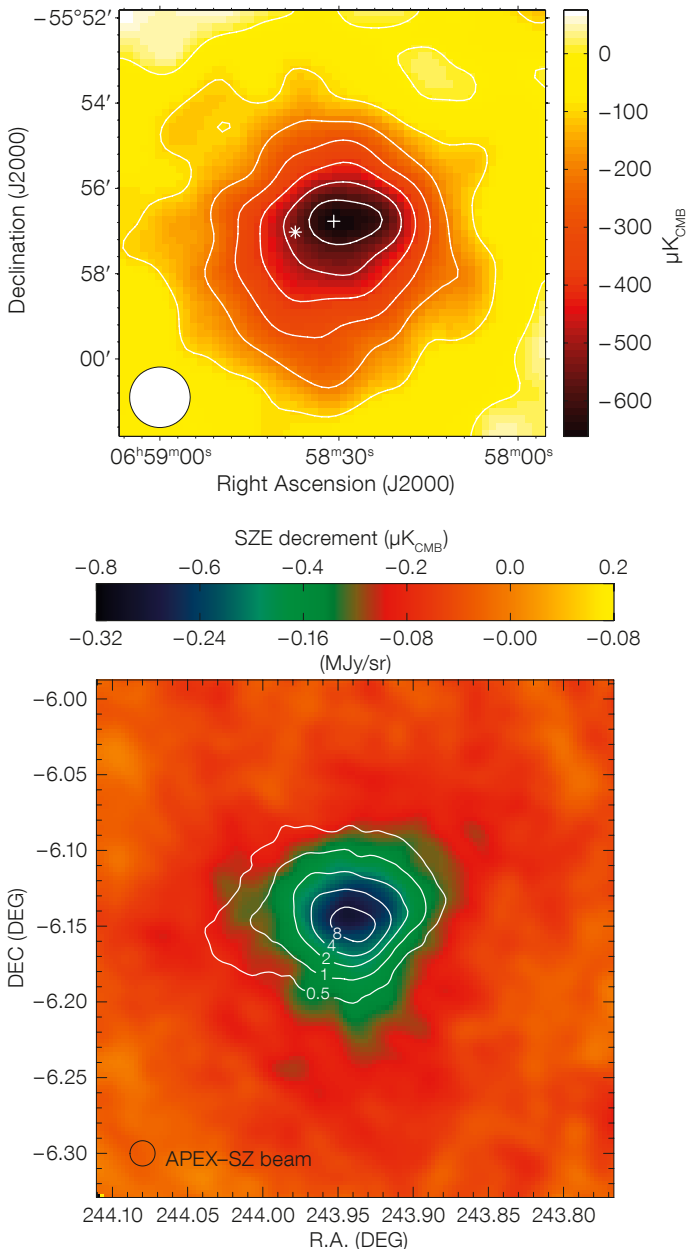 −55°52′
54′
56′
58′
00′
Declination (J2000)
06ʰ59ᵐ00ˢ
58ᵐ30ˢ
58ᵐ00ˢ
Right Ascension (J2000)
0
−100
−200
−300
−400
−500
−600
µK_CMB
SZE decrement (µK_CMB)
−0.8 −0.6 −0.4 −0.2 0.0 0.2
−0.32 −0.24 −0.16 −0.08 −0.00 −0.08
(MJy/sr)
−6.00
−6.05
−6.10
−6.15
−6.20
−6.25
−6.30
DEC (DEG)
8
4
2
1
0.5
APEX−SZ beam
244.10 244.05 244.00 243.95 243.90 243.85 243.80
R.A. (DEG)